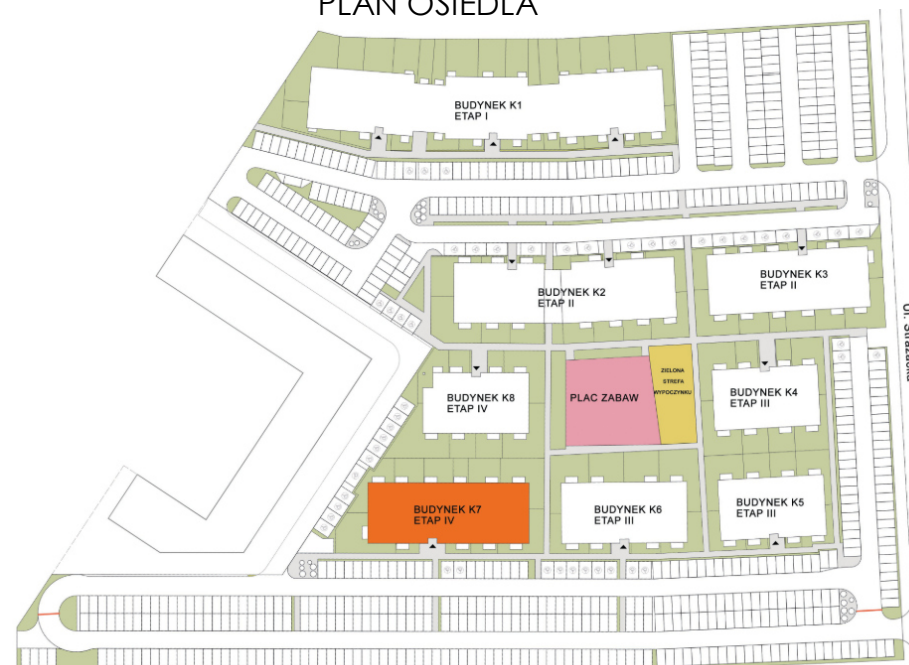 PLAN OSIEDLA
BUDYNEK K1
ETAP I
BUDYNEK K2
ETAP II
BUDYNEK K3
ETAP II
BUDYNEK K8
ETAP IV
PLAC ZABAW
ZIELONA
STREFA
WYPOCZYNKU
BUDYNEK K4
ETAP III
BUDYNEK K7
ETAP IV
BUDYNEK K6
ETAP III
BUDYNEK K5
ETAP III